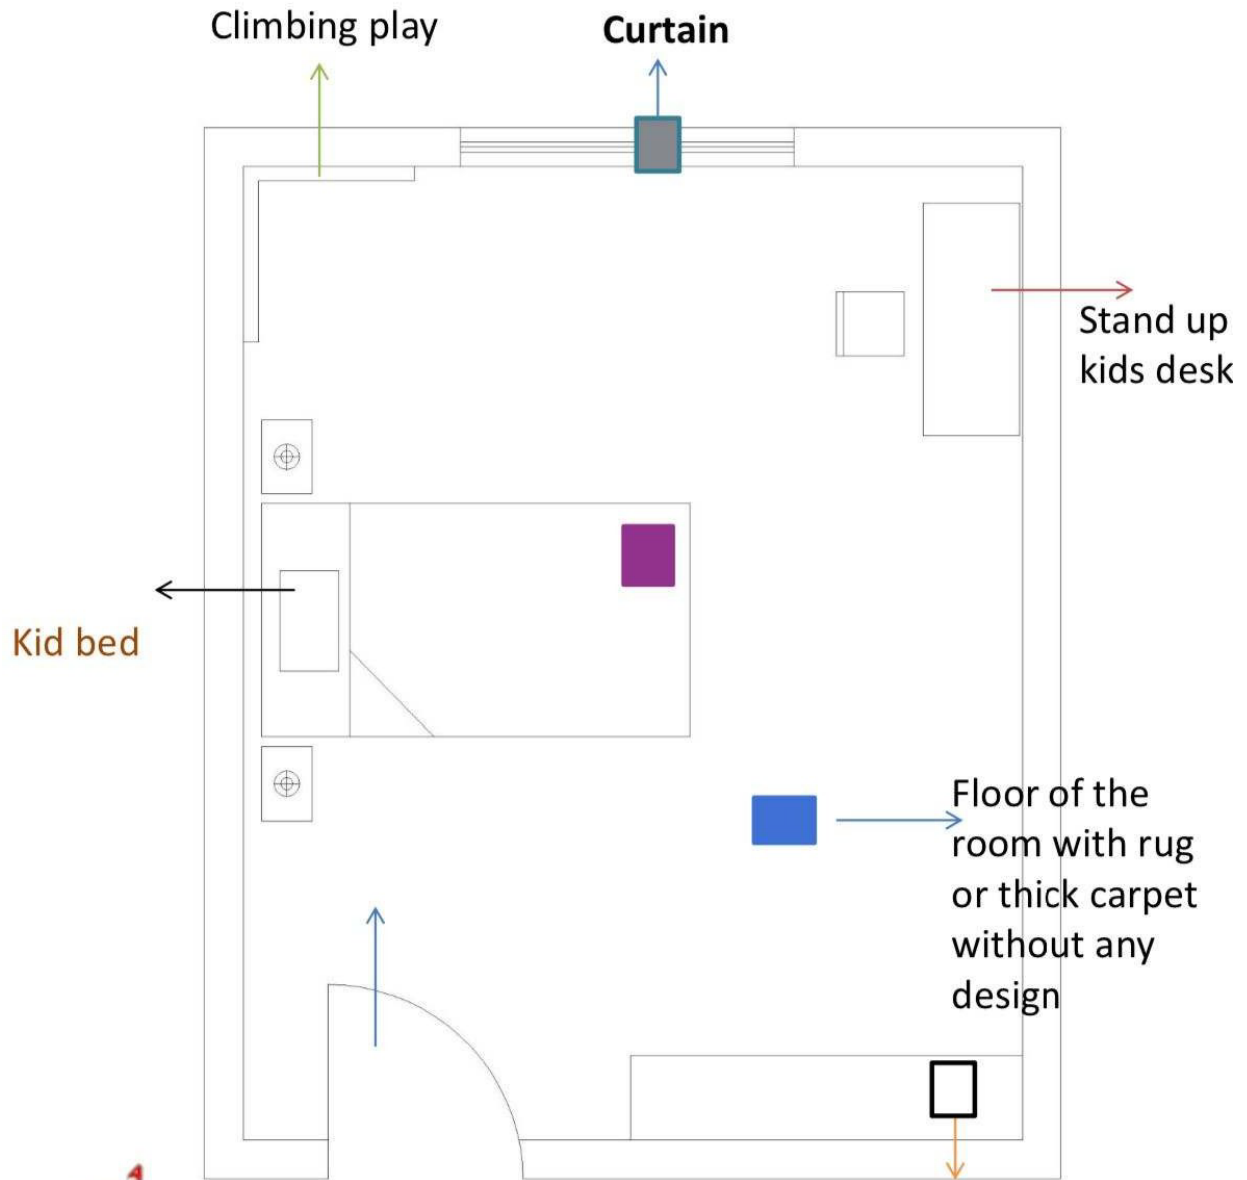 Climbing play
Curtain
Stand up
kids desk
Kid bed
Floor of the
room with rug
or thick carpet
without any
design